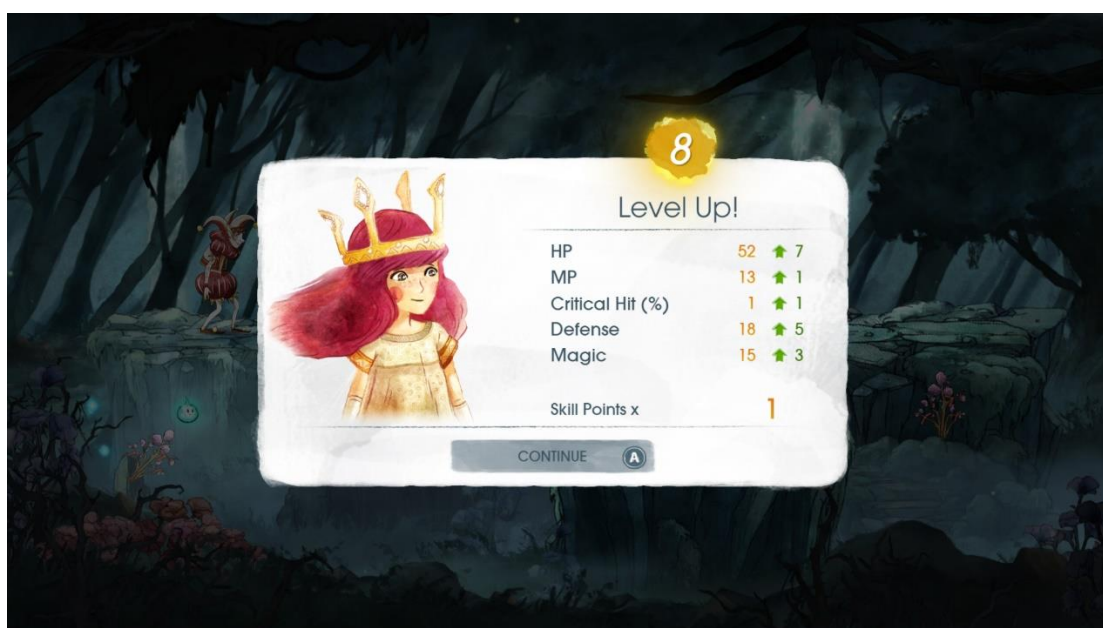 8
Level Up!
HP 52 7
MP 13 1
Critical Hit (%) 1 1
Defense 18 5
Magic 15 3
Skill Points x 1
CONTINUE A